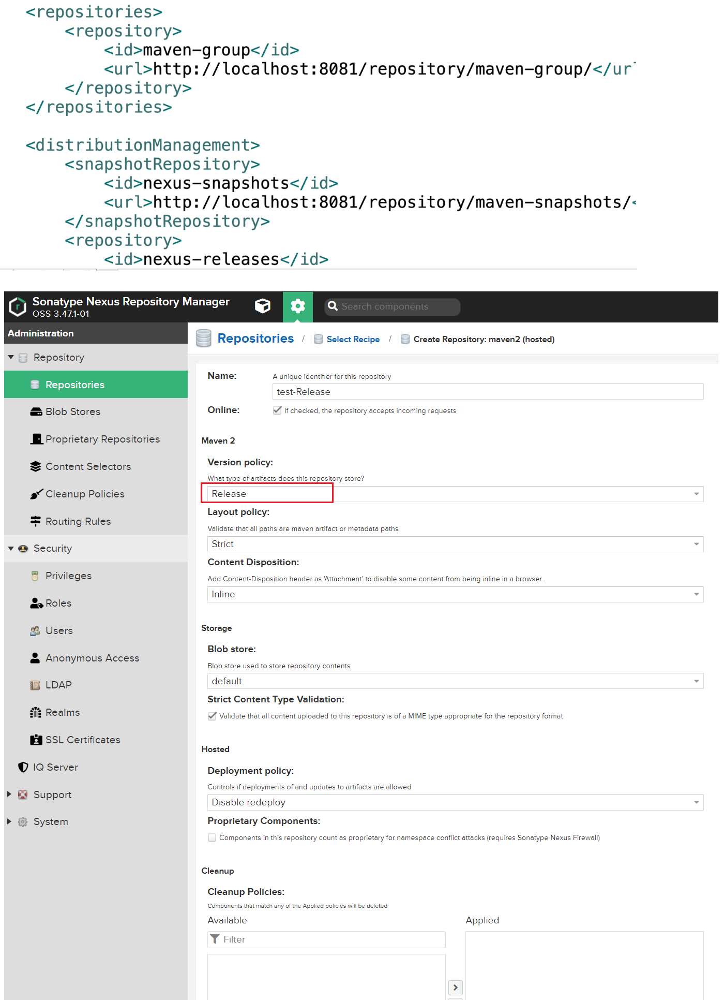 <repositories>
<repository>
<id>maven-group</id>
<url>http://localhost:8081/repository/maven-group/</ur
</repository>
</repositories>
<distributionManagement>
<snapshotRepository>
<id>nexus-snapshots</id>
<url>http://localhost:8081/repository/maven-snapshots/<
</snapshotRepository>
<repository>
<id>nexus-releases</id>
Sonatype Nexus Repository Manager
OSS 3.47.1-01
Search components
Administration
Repositories / Select Recipe / Create Repository: maven2 (hosted)
Repository
Repositories
Blob Stores
Proprietary Repositories
Content Selectors
Cleanup Policies
Routing Rules
Security
Privileges
Roles
Users
Anonymous Access
LDAP
Realms
SSL Certificates
IQ Server
Support
System
Name: A unique identifier for this repository
test-Release
Online: If checked, the repository accepts incoming requests
Maven 2
Version policy:
What type of artifacts does this repository store?
Release
Layout policy:
Validate that all paths are maven artifact or metadata paths
Strict
Content Disposition:
Add Content-Disposition header as 'Attachment' to disable some content from being inline in a browser.
Inline
Storage
Blob store:
Blob store used to store repository contents
default
Strict Content Type Validation:
Validate that all content uploaded to this repository is of a MIME type appropriate for the repository format
Hosted
Deployment policy:
Controls if deployments of and updates to artifacts are allowed
Disable redeploy
Proprietary Components:
Components in this repository count as proprietary for namespace conflict attacks (requires Sonatype Nexus Firewall)
Cleanup
Cleanup Policies:
Components that match any of the Applied policies will be deleted
Available Applied
Filter